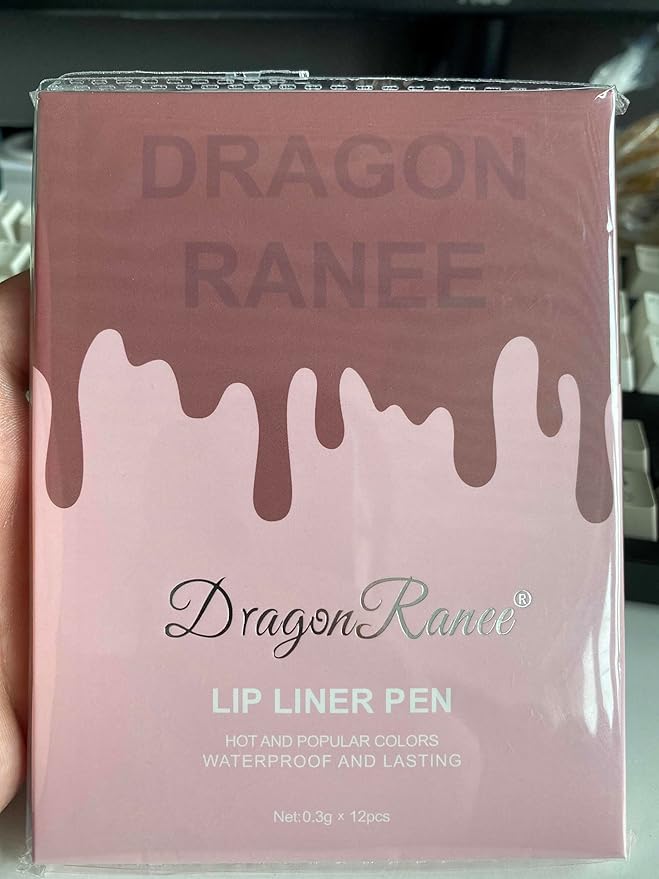 DRAGON
RANEE
DragonRanee®
LIP LINER PEN
HOT AND POPULAR COLORS
WATERPROOF AND LASTING
Net:0.3g × 12pcs